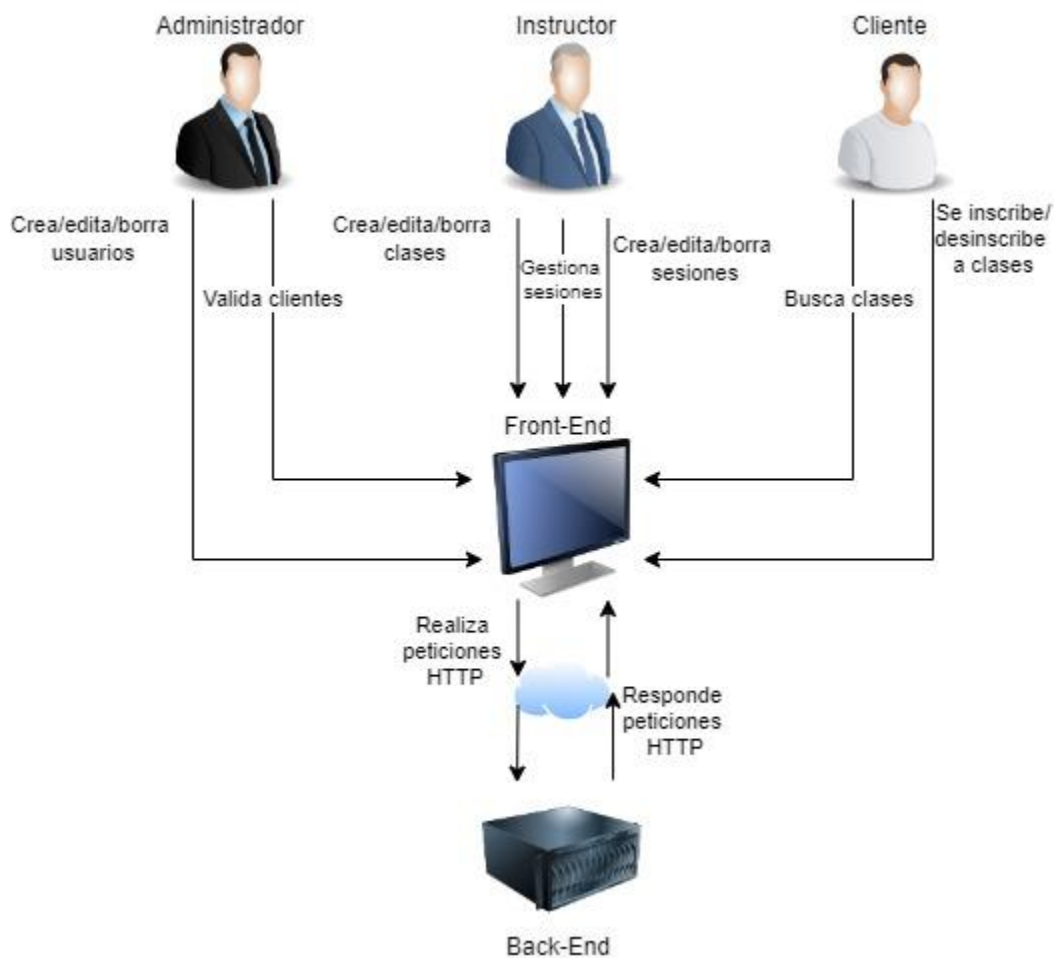 Administrador
Instructor
Cliente
Crea/edita/borra
usuarios
Valida clientes
Crea/edita/borra
clases
Gestiona
sesiones
Crea/edita/borra
sesiones
Busca clases
Se inscribe/
desinscribe
a clases
Front-End
Realiza
peticiones
HTTP
Responde
peticiones
HTTP
Back-End